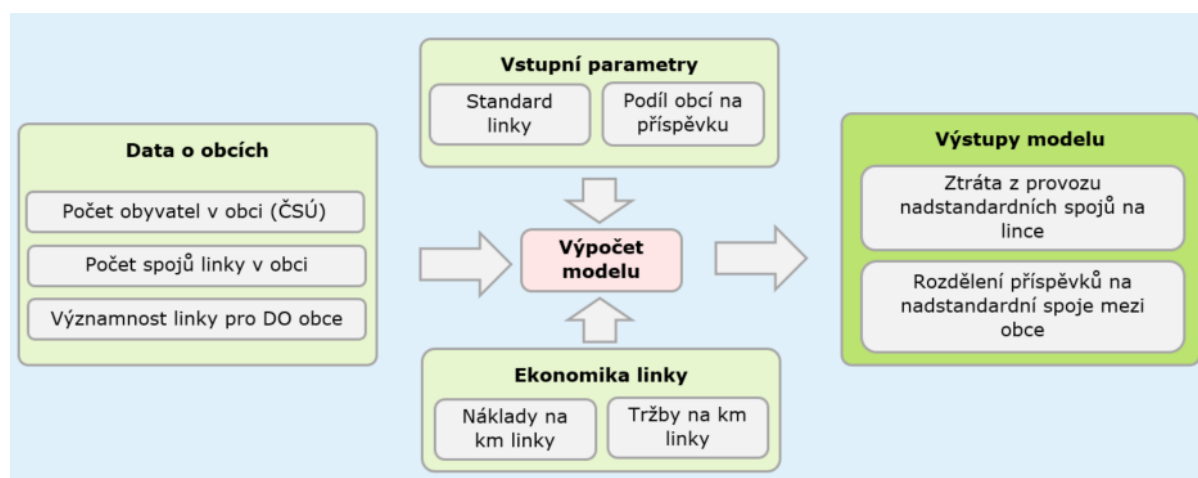 Vstupní parametry
Standard
linky
Podíl obcí na
příspěvku
Data o obcích
Počet obyvatel v obci (ČSÚ)
Počet spojů linky v obci
Významnost linky pro DO obce
Výpočet
modelu
Ekonomika linky
Náklady na
km linky
Tržby na km
linky
Výstupy modelu
Ztráta z provozu
nadstandardních spojů na
lince
Rozdělení příspěvků na
nadstandardní spoje mezi
obce